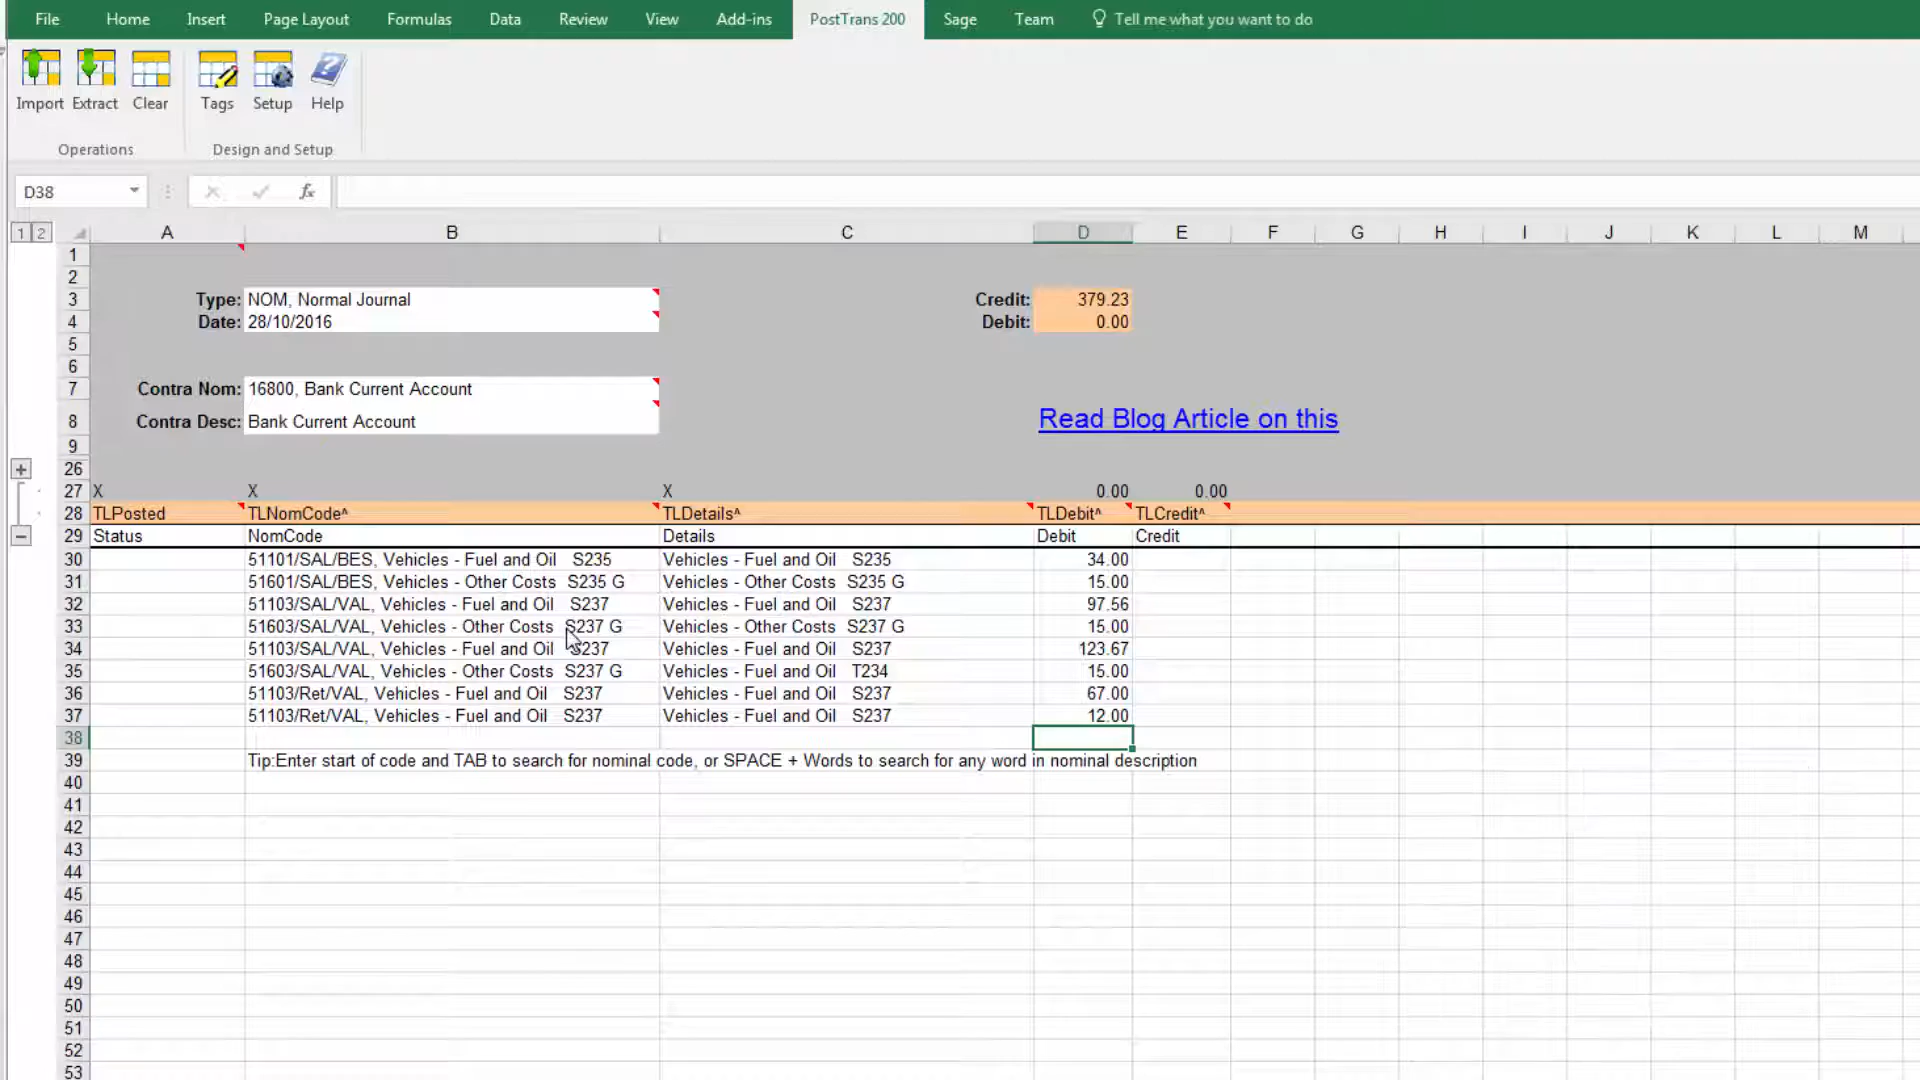 File Home Insert Page Layout Formulas Data Review View Add-ins PostTrans 200 Sage Team Tell me what you want to do
Import Extract Clear Tags Setup Help
Operations Design and Setup
D38 fx
1 2 A B C D E F G H I J K L M
1
2
3 Type: NOM, Normal Journal Credit: 379.23
4 Date: 28/10/2016 Debit: 0.00
5
6
7 Contra Nom: 16800, Bank Current Account
8 Contra Desc: Bank Current Account Read Blog Article on this
9
26
27 X X X 0.00 0.00
28 TLPosted TLNomCode^ TLDetails^ TLDebit^ TLCredit^
29 Status NomCode Details Debit Credit
30 51101/SAL/BES, Vehicles - Fuel and Oil S235 Vehicles - Fuel and Oil S235 34.00
31 51601/SAL/BES, Vehicles - Other Costs S235 G Vehicles - Other Costs S235 G 15.00
32 51103/SAL/VAL, Vehicles - Fuel and Oil S237 Vehicles - Fuel and Oil S237 97.56
33 51603/SAL/VAL, Vehicles - Other Costs S237 G Vehicles - Other Costs S237 G 15.00
34 51103/SAL/VAL, Vehicles - Fuel and Oil S237 Vehicles - Fuel and Oil S237 123.67
35 51603/SAL/VAL, Vehicles - Other Costs S237 G Vehicles - Fuel and Oil T234 15.00
36 51103/Ret/VAL, Vehicles - Fuel and Oil S237 Vehicles - Fuel and Oil S237 67.00
37 51103/Ret/VAL, Vehicles - Fuel and Oil S237 Vehicles - Fuel and Oil S237 12.00
38
39 Tip:Enter start of code and TAB to search for nominal code, or SPACE + Words to search for any word in nominal description
40
41
42
43
44
45
46
47
48
49
50
51
52
53